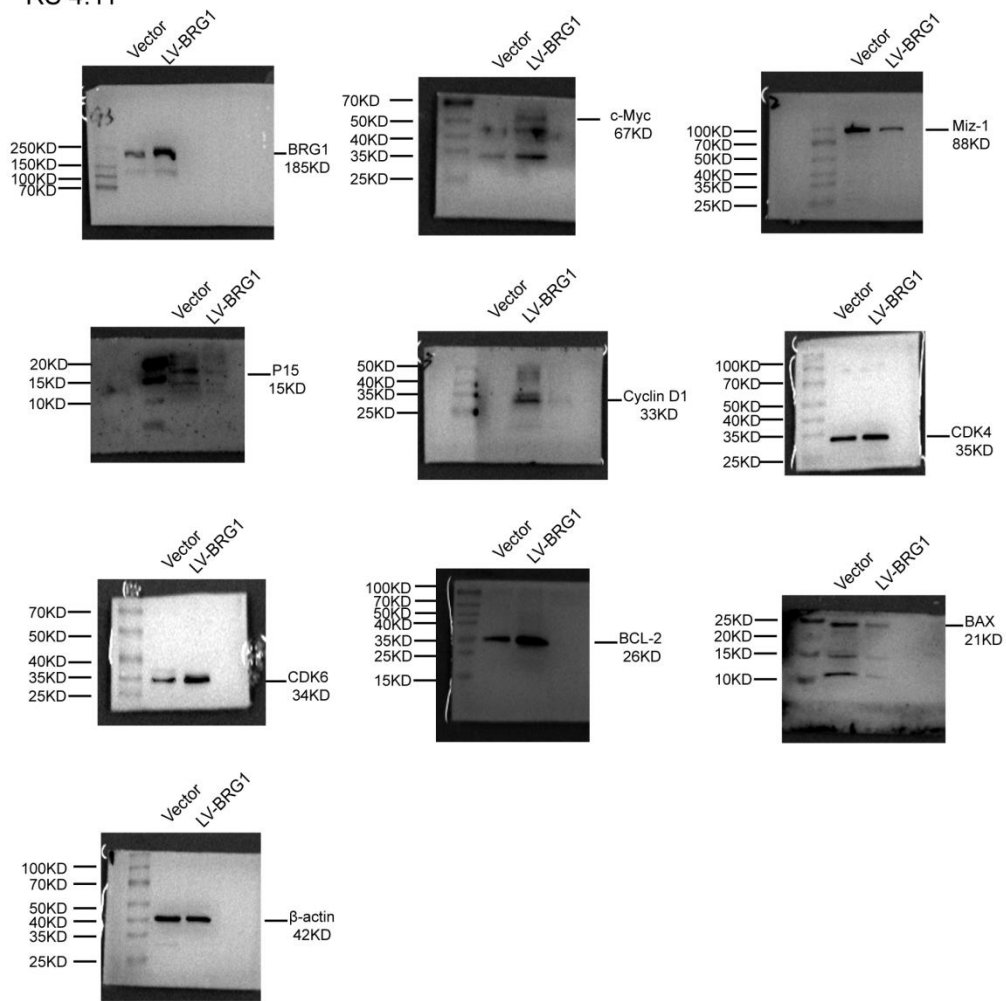 Vector LV-BRG1
250KD
150KD
100KD
70KD
BRG1
185KD
Vector LV-BRG1
70KD
50KD
40KD
35KD
25KD
c-Myc
67KD
Vector LV-BRG1
100KD
70KD
50KD
40KD
35KD
25KD
Miz-1
88KD
Vector LV-BRG1
20KD
15KD
10KD
P15
15KD
Vector LV-BRG1
50KD
40KD
35KD
25KD
Cyclin D1
33KD
Vector LV-BRG1
100KD
70KD
50KD
40KD
35KD
25KD
CDK4
35KD
Vector LV-BRG1
70KD
50KD
40KD
35KD
25KD
CDK6
34KD
Vector LV-BRG1
100KD
70KD
50KD
40KD
35KD
25KD
15KD
BCL-2
26KD
Vector LV-BRG1
25KD
20KD
15KD
10KD
BAX
21KD
Vector LV-BRG1
100KD
70KD
50KD
40KD
35KD
25KD
β-actin
42KD